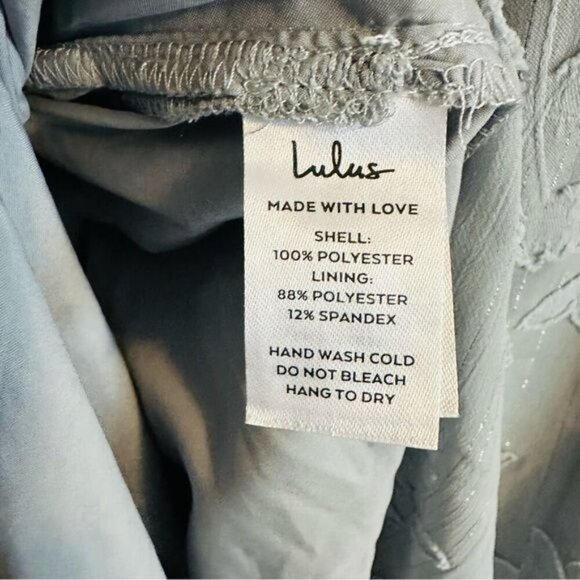 Lulus
MADE WITH LOVE
SHELL:
100% POLYESTER
LINING:
88% POLYESTER
12% SPANDEX
HAND WASH COLD
DO NOT BLEACH
HANG TO DRY